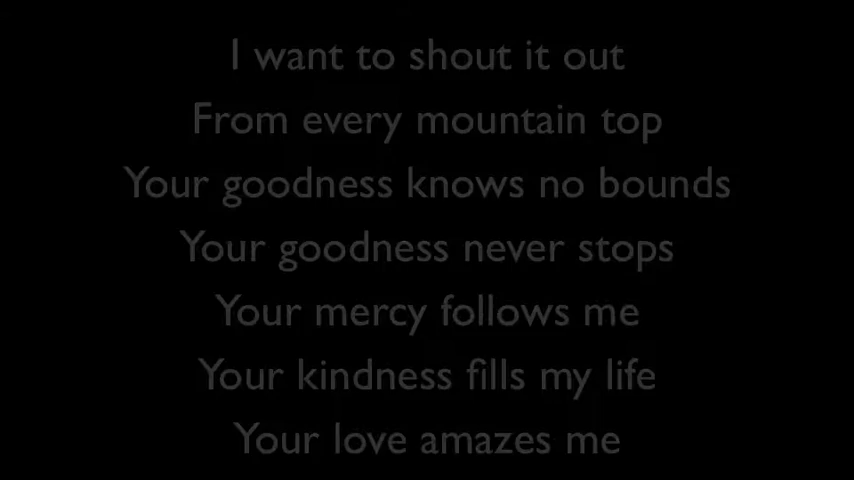 I want to shout it out
From every mountain top
Your goodness knows no bounds
Your goodness never stops
Your mercy follows me
Your kindness fills my life
Your love amazes me